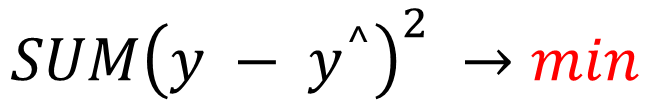 SUM(y − y^)² → min